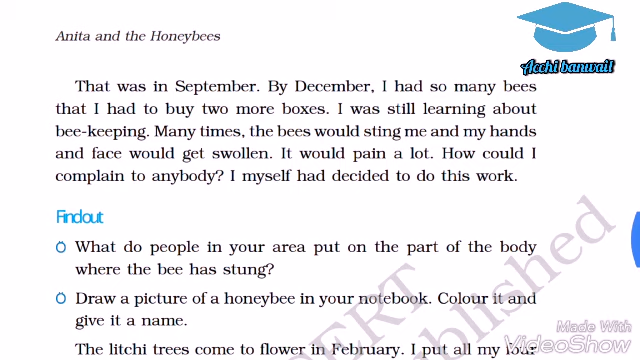 Anita and the Honeybees
Acchi banwait
That was in September. By December, I had so many bees
that I had to buy two more boxes. I was still learning about
bee-keeping. Many times, the bees would sting me and my hands
and face would get swollen. It would pain a lot. How could I
complain to anybody? I myself had decided to do this work.
Find out
What do people in your area put on the part of the body
where the bee has stung?
Draw a picture of a honeybee in your notebook. Colour it and
give it a name.
The litchi trees come to flower in February. I put all my
Made With
VideoShow